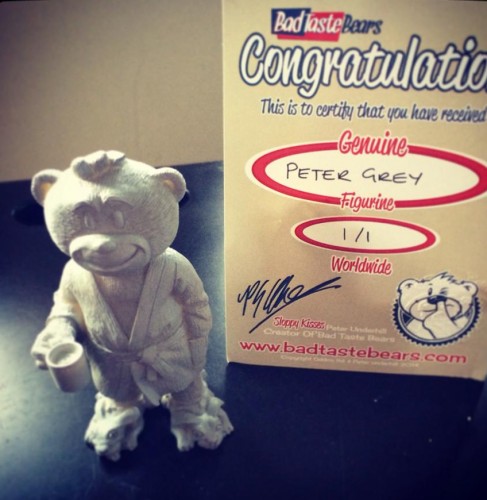 BadTasteBears
Congratulatio
This is to certify that you have received
Genuine
PETER GREY
Figurine
1/1
Worldwide
Sloppy Kisses Peter Underhill
Creator Of Bad Taste Bears
www.badtastebears.com